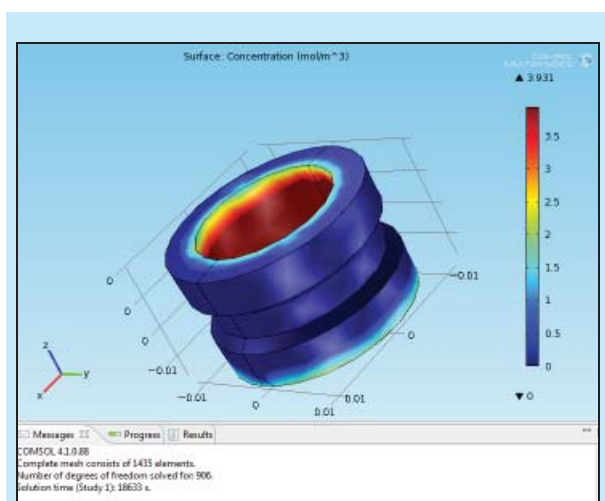 Surface: Concentration (mol/m^3)
COMSOL
MULTIPHYSICS
▲ 3.931
3.5
3
2.5
2
1.5
1
0.5
0
▼ 0
0
0
0
-0.01
-0.01
0
0.01
0.01
0
-0.01
z
y
x
Messages Progress Results
COMSOL 4.1.0.88
Complete mesh consists of 1435 elements.
Number of degrees of freedom solved for: 906.
Solution time (Study 1): 18633 s.